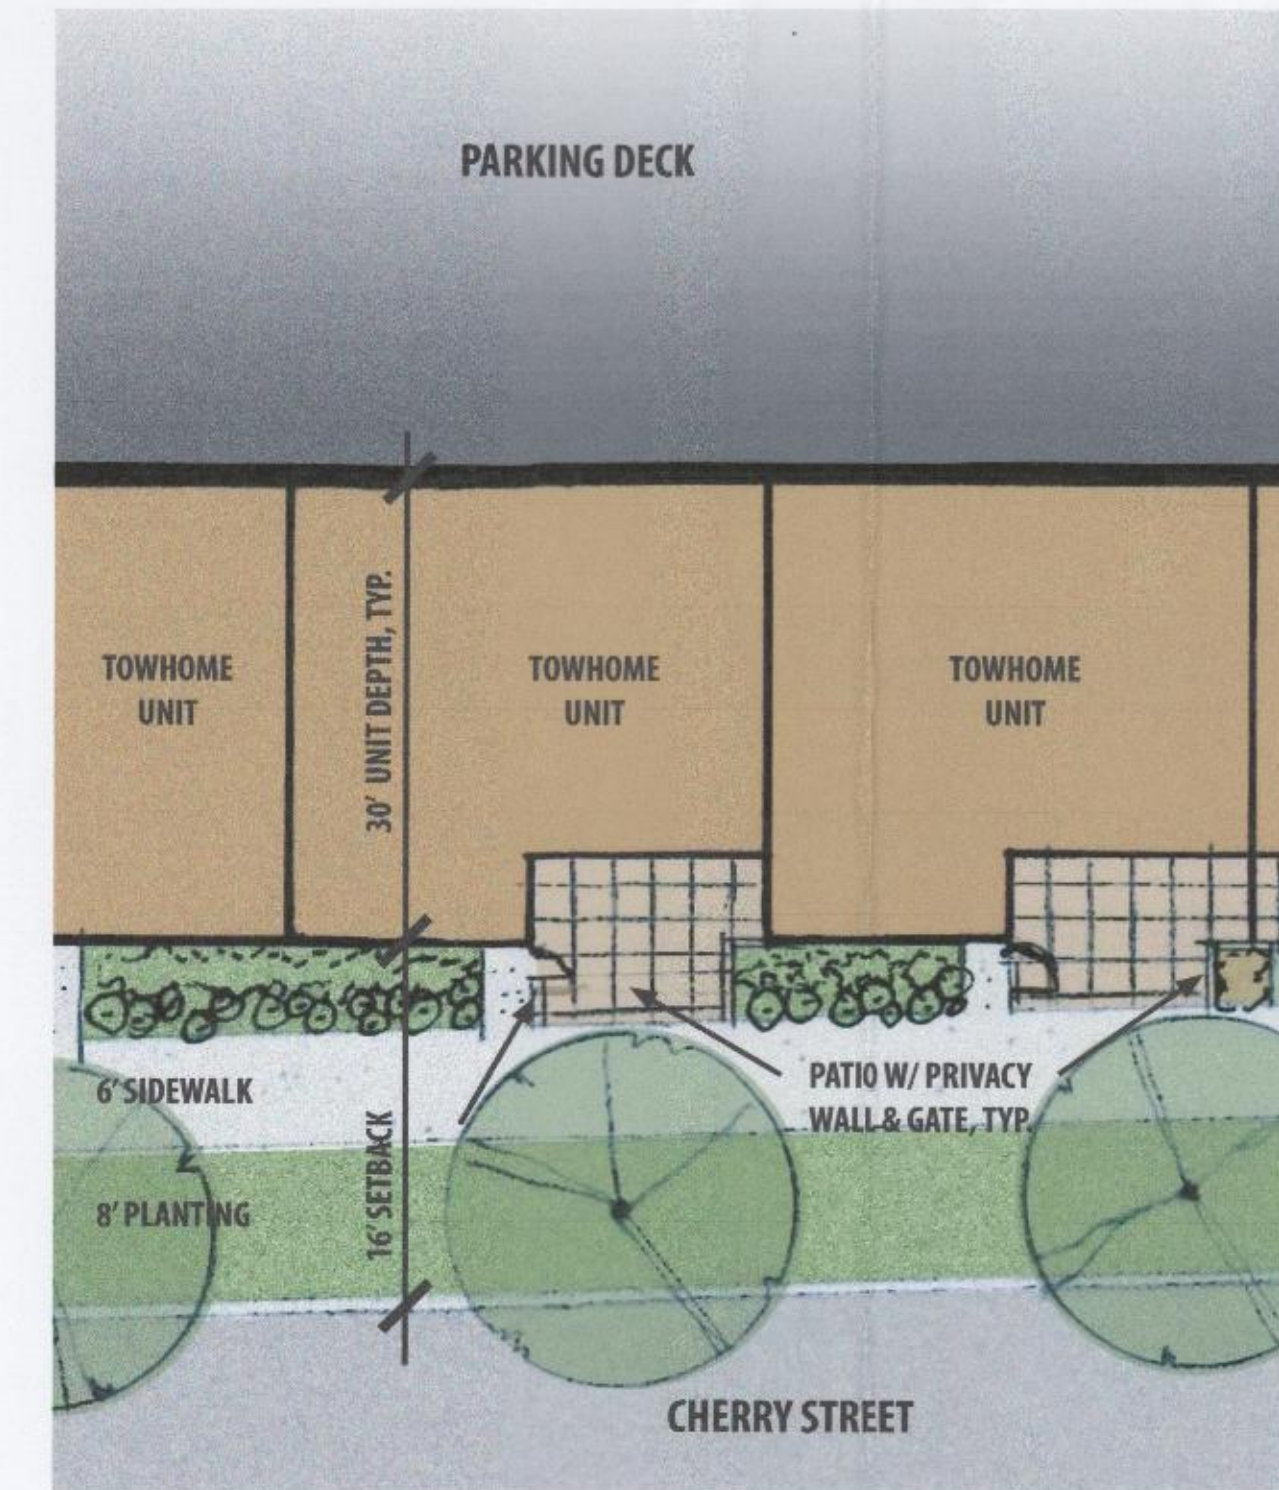 PARKING DECK
TOWHOME
UNIT
30' UNIT DEPTH, TYP.
TOWHOME
UNIT
TOWHOME
UNIT
6' SIDEWALK
PATIO W/ PRIVACY
WALL & GATE, TYP.
8' PLANTING
16' SETBACK
CHERRY STREET